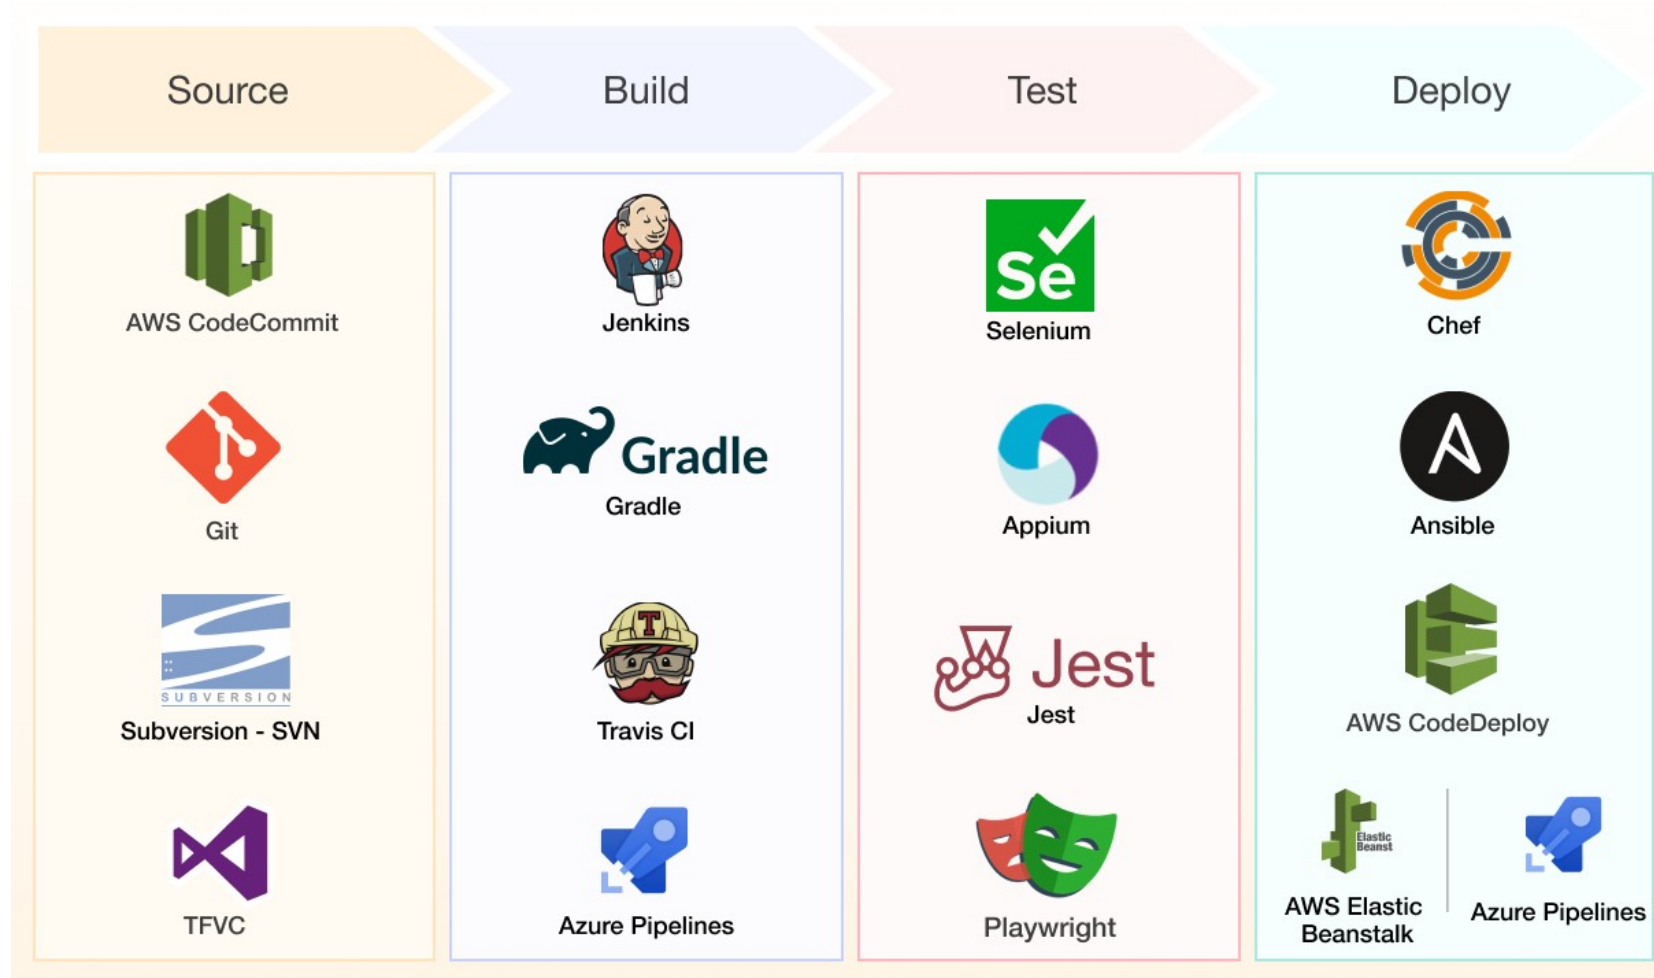 Source
Build
Test
Deploy
AWS CodeCommit
Git
SUBVERSION
Subversion - SVN
TFVC
Jenkins
Gradle
Gradle
T
Travis CI
Azure Pipelines
Se
Selenium
Appium
Jest
Jest
Playwright
Chef
A
Ansible
AWS CodeDeploy
Elastic
Beanst
AWS Elastic
Beanstalk
Azure Pipelines